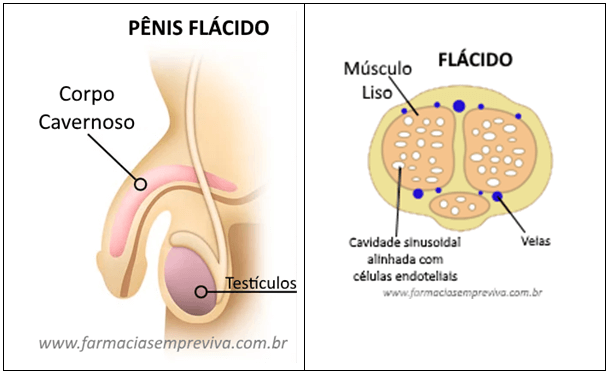 PÊNIS FLÁCIDO
Corpo
Cavernoso
Testículos
www.farmaciasempreviva.com.br
FLÁCIDO
Músculo
Liso
Cavidade sinusoidal
alinhada com
células endoteliais
Veias
www.farmaciasempreviva.com.br